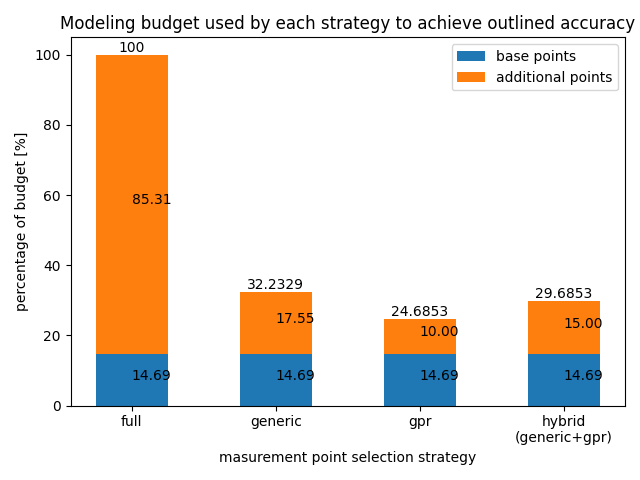 Modeling budget used by each strategy to achieve outlined accuracy
percentage of budget [%]
100
80
60
40
20
0
base points
additional points
100
85.31
14.69
32.2329
17.55
14.69
24.6853
10.00
14.69
29.6853
15.00
14.69
full
generic
gpr
hybrid
(generic+gpr)
masurement point selection strategy